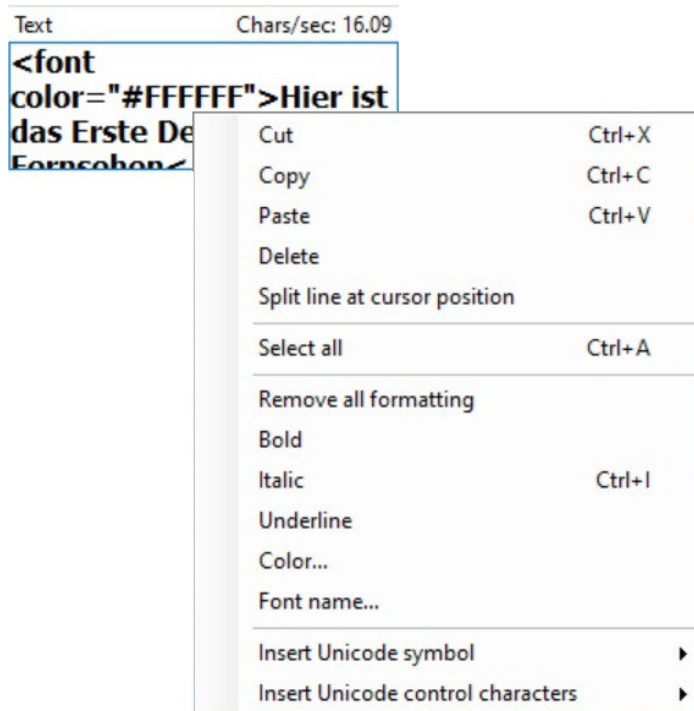 Text Chars/sec: 16.09
<font
color="#FFFFFF">Hier ist
das Erste De
Cut Ctrl+X
Copy Ctrl+C
Paste Ctrl+V
Delete
Split line at cursor position
Select all Ctrl+A
Remove all formatting
Bold
Italic Ctrl+I
Underline
Color...
Font name...
Insert Unicode symbol
Insert Unicode control characters